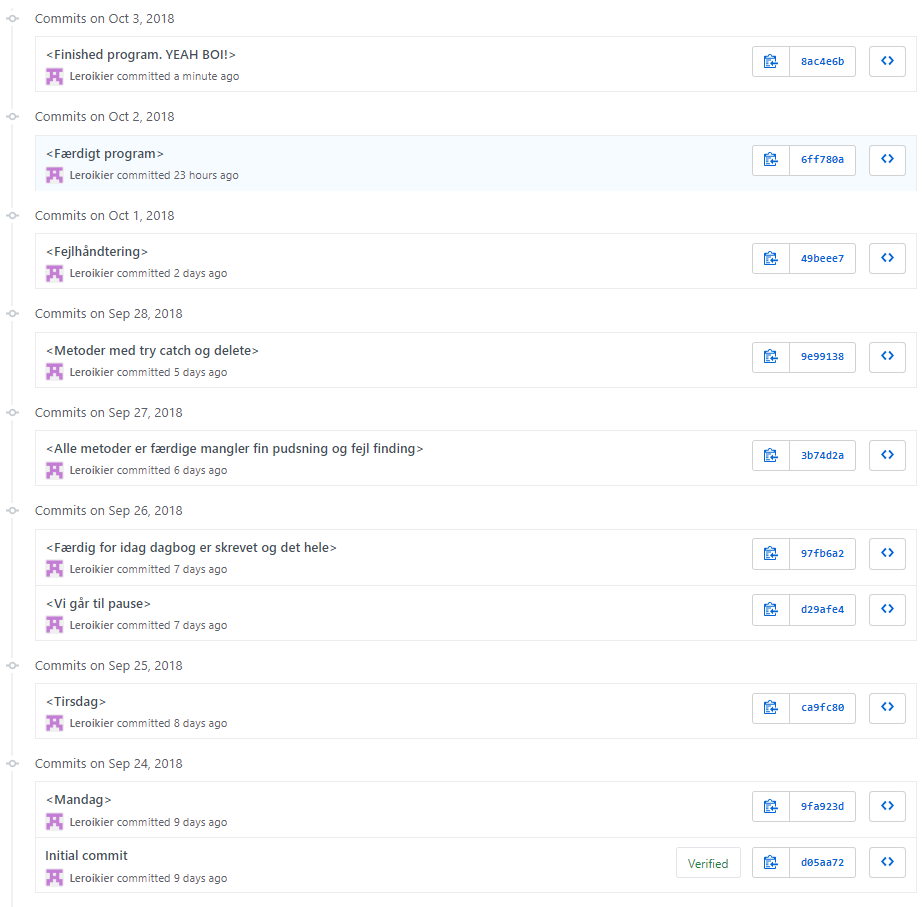 Commits on Oct 3, 2018
<Finished program. YEAH BOI!>
8ac4e6b
Leroikier committed a minute ago
Commits on Oct 2, 2018
<Færdigt program>
6ff780a
Leroikier committed 23 hours ago
Commits on Oct 1, 2018
<Fejlhåndtering>
49beee7
Leroikier committed 2 days ago
Commits on Sep 28, 2018
<Metoder med try catch og delete>
9e99138
Leroikier committed 5 days ago
Commits on Sep 27, 2018
<Alle metoder er færdige mangler fin pudsning og fejl finding>
3b74d2a
Leroikier committed 6 days ago
Commits on Sep 26, 2018
<Færdig for idag dagbog er skrevet og det hele>
97fb6a2
Leroikier committed 7 days ago
<Vi går til pause>
d29afe4
Leroikier committed 7 days ago
Commits on Sep 25, 2018
<Tirsdag>
ca9fc80
Leroikier committed 8 days ago
Commits on Sep 24, 2018
<Mandag>
9fa923d
Leroikier committed 9 days ago
Initial commit
Verified
d05aa72
Leroikier committed 9 days ago